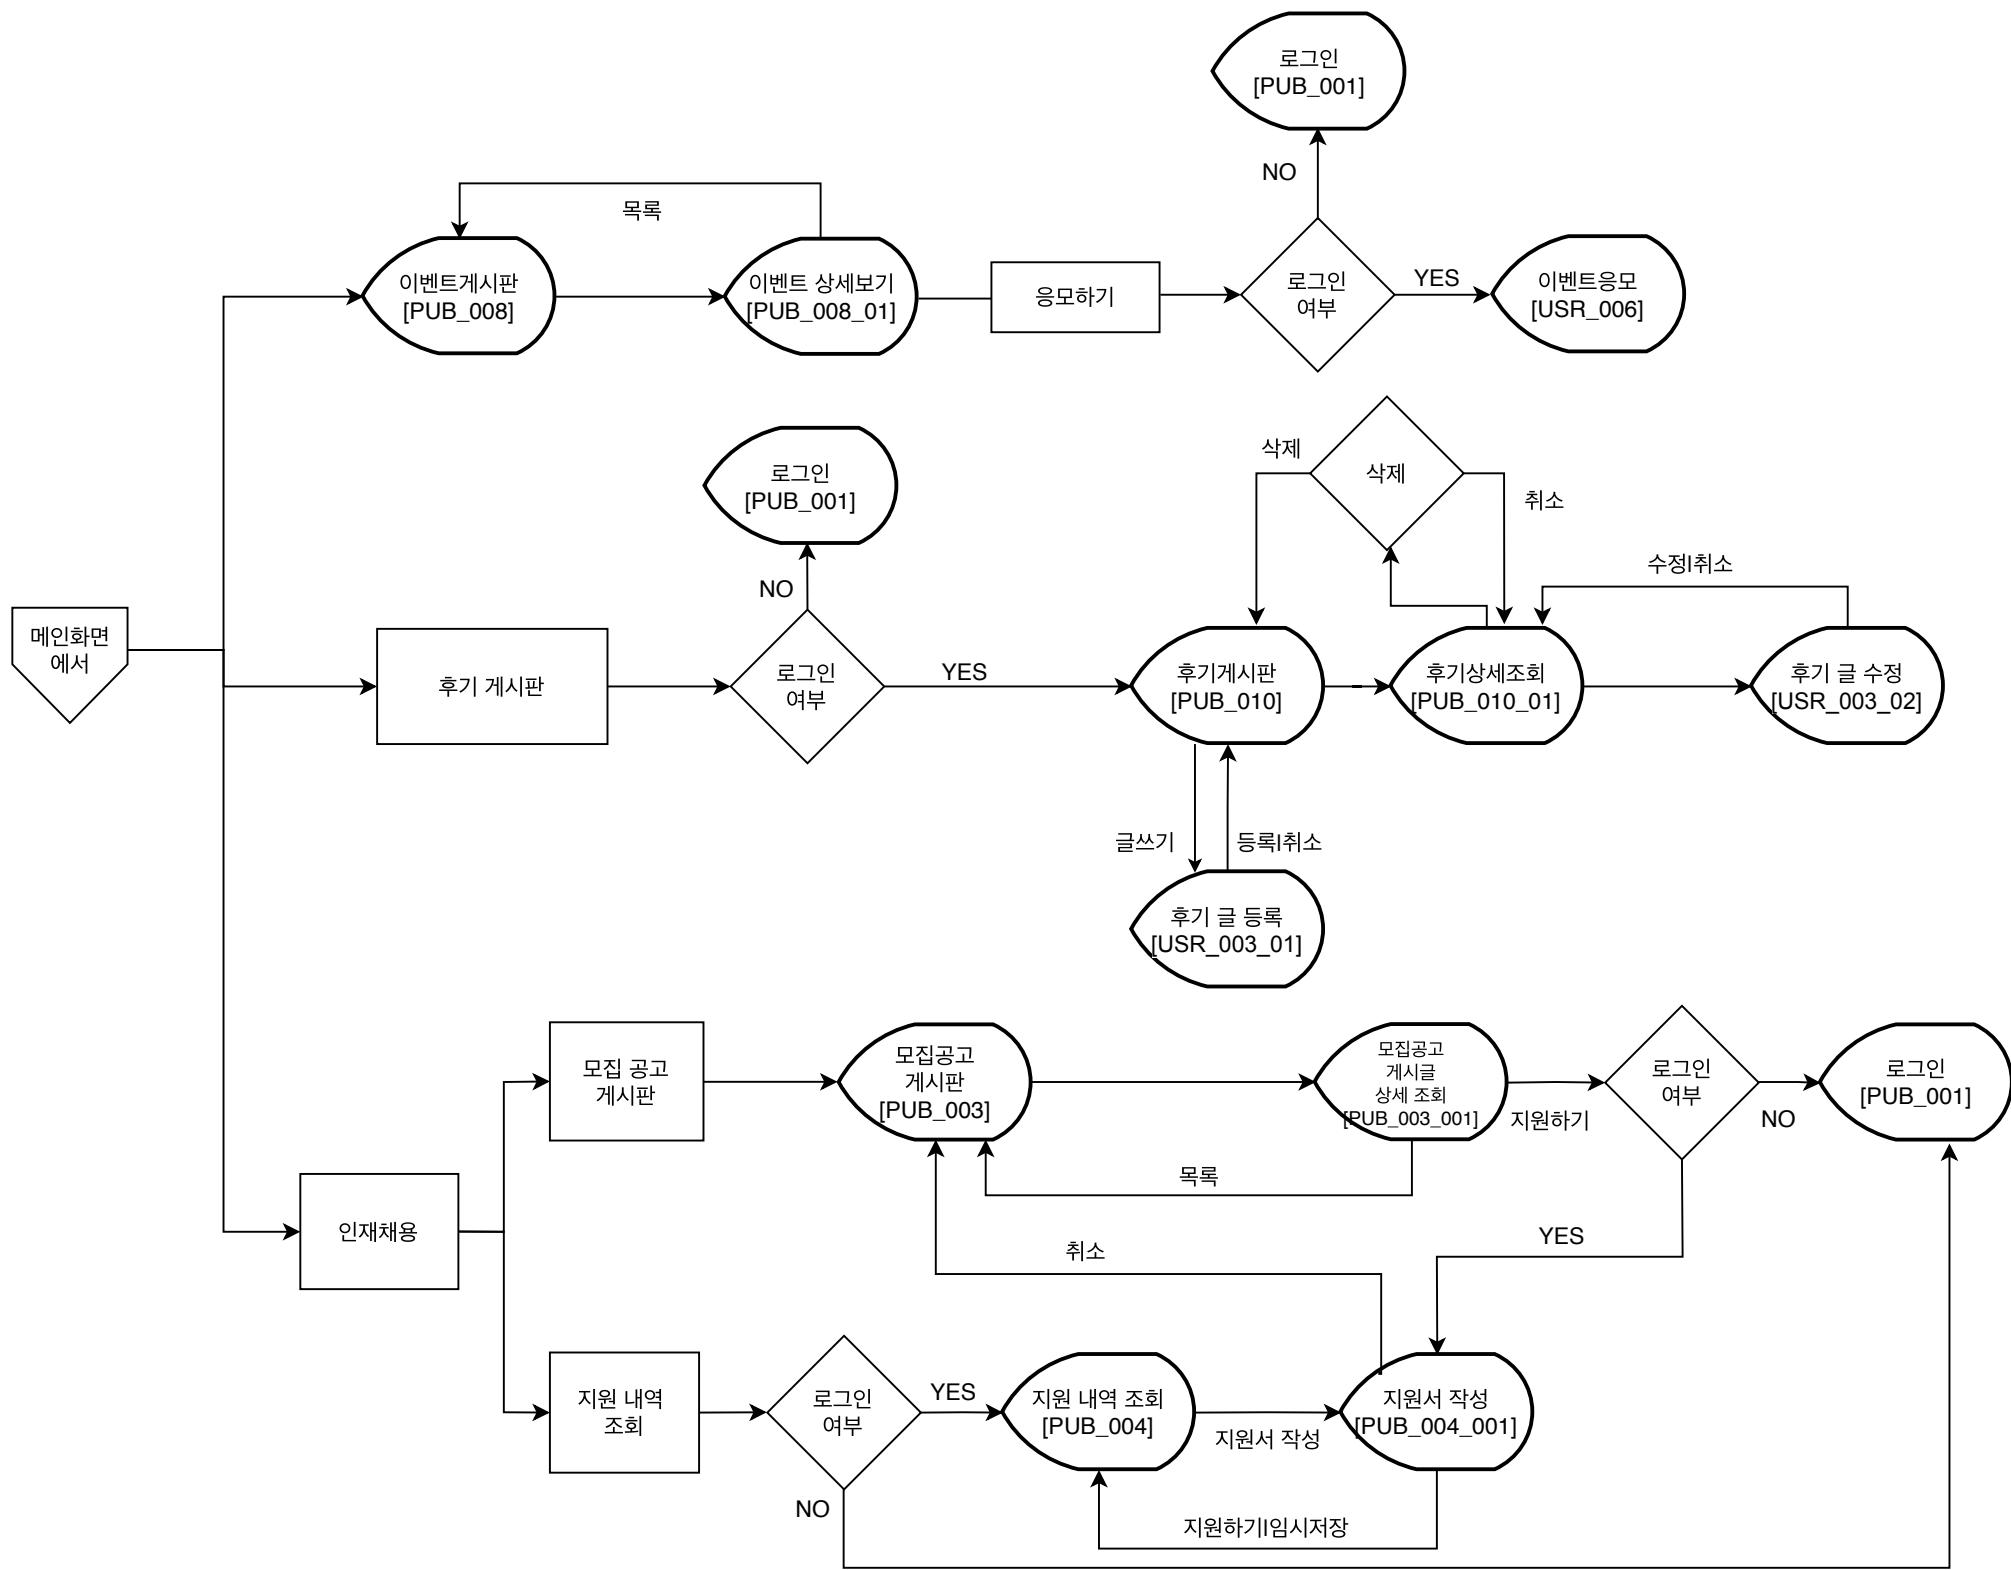 로그인
[PUB_001]
NO
목록
이벤트게시판
[PUB_008]
이벤트 상세보기
[PUB_008_01]
응모하기
로그인
여부
YES
이벤트응모
[USR_006]
로그인
[PUB_001]
NO
삭제
삭제
취소
수정|취소
메인화면
에서
후기 게시판
로그인
여부
YES
후기게시판
[PUB_010]
후기상세조회
[PUB_010_01]
후기 글 수정
[USR_003_02]
글쓰기
등록|취소
후기 글 등록
[USR_003_01]
모집 공고
게시판
모집공고
게시판
[PUB_003]
모집공고
게시글
상세 조회
[PUB_003_001]
지원하기
로그인
여부
NO
로그인
[PUB_001]
목록
인재채용
취소
YES
지원 내역
조회
로그인
여부
YES
NO
지원 내역 조회
[PUB_004]
지원서 작성
지원서 작성
[PUB_004_001]
지원하기|임시저장